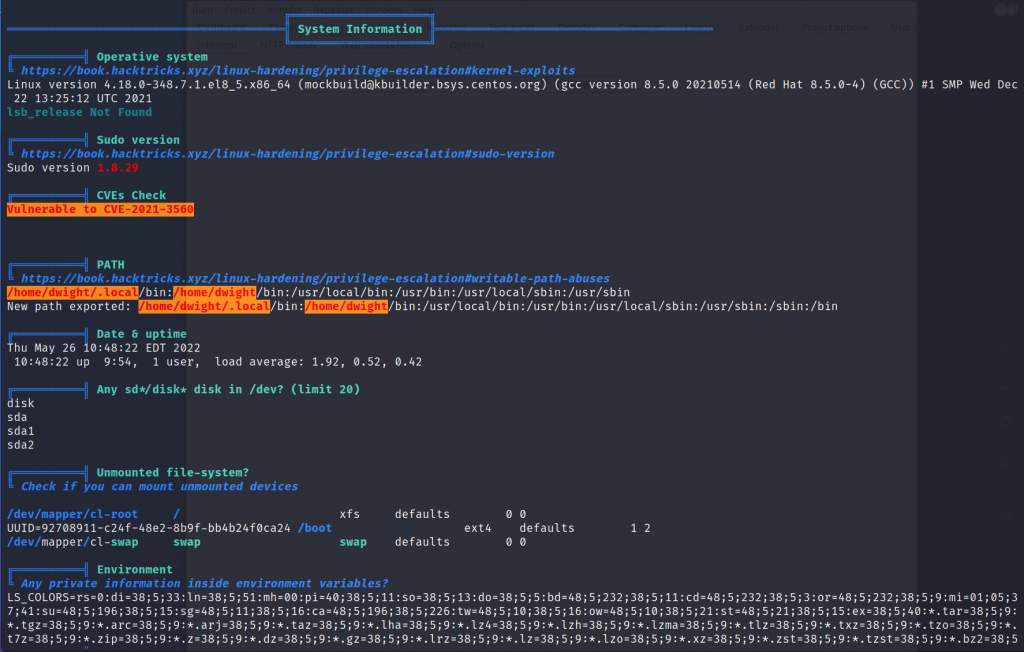 System Information
Operative system
https://book.hacktricks.xyz/linux-hardening/privilege-escalation#kernel-exploits
Linux version 4.18.0-348.7.1.el8_5.x86_64 (mockbuild@kbuilder.bsys.centos.org) (gcc version 8.5.0 20210514 (Red Hat 8.5.0-4) (GCC)) #1 SMP Wed Dec
22 13:25:12 UTC 2021
lsb_release Not Found
Sudo version
https://book.hacktricks.xyz/linux-hardening/privilege-escalation#sudo-version
Sudo version 1.8.29
CVEs Check
Vulnerable to CVE-2021-3560
PATH
https://book.hacktricks.xyz/linux-hardening/privilege-escalation#writable-path-abuses
/home/dwight/.local/bin:/home/dwight/bin:/usr/local/bin:/usr/bin:/usr/local/sbin:/usr/sbin
New path exported: /home/dwight/.local/bin:/home/dwight/bin:/usr/local/bin:/usr/bin:/usr/local/sbin:/usr/sbin:/sbin:/bin
Date & uptime
Thu May 26 10:48:22 EDT 2022
10:48:22 up  9:54,  1 user,  load average: 1.92, 0.52, 0.42
Any sd*/disk* disk in /dev? (limit 20)
disk
sda
sda1
sda2
Unmounted file-system?
Check if you can mount unmounted devices
/dev/mapper/cl-root / xfs defaults 0 0
UUID=92708911-c24f-48e2-8b9f-bb4b24f0ca24 /boot ext4 defaults 1 2
/dev/mapper/cl-swap swap swap defaults 0 0
Environment
Any private information inside environment variables?
LS_COLORS=rs=0:di=38;5;33:ln=38;5;51:mh=00:pi=40;38;5;11:so=38;5;13:do=38;5;5:bd=48;5;232;38;5;11:cd=48;5;232;38;5;3:or=48;5;232;38;5;9:mi=01;05;3
7;41:su=48;5;196;38;5;15:sg=48;5;11;38;5;16:ca=48;5;196;38;5;226:tw=48;5;10;38;5;16:ow=48;5;10;38;5;21:st=48;5;21;38;5;15:ex=38;5;40:*.tar=38;5;9:
*.tgz=38;5;9:*.arc=38;5;9:*.arj=38;5;9:*.taz=38;5;9:*.lha=38;5;9:*.lz4=38;5;9:*.lzh=38;5;9:*.lzma=38;5;9:*.tlz=38;5;9:*.txz=38;5;9:*.tzo=38;5;9:*.
t7z=38;5;9:*.zip=38;5;9:*.z=38;5;9:*.dz=38;5;9:*.gz=38;5;9:*.lrz=38;5;9:*.lz=38;5;9:*.lzo=38;5;9:*.xz=38;5;9:*.zst=38;5;9:*.tzst=38;5;9:*.bz2=38;5